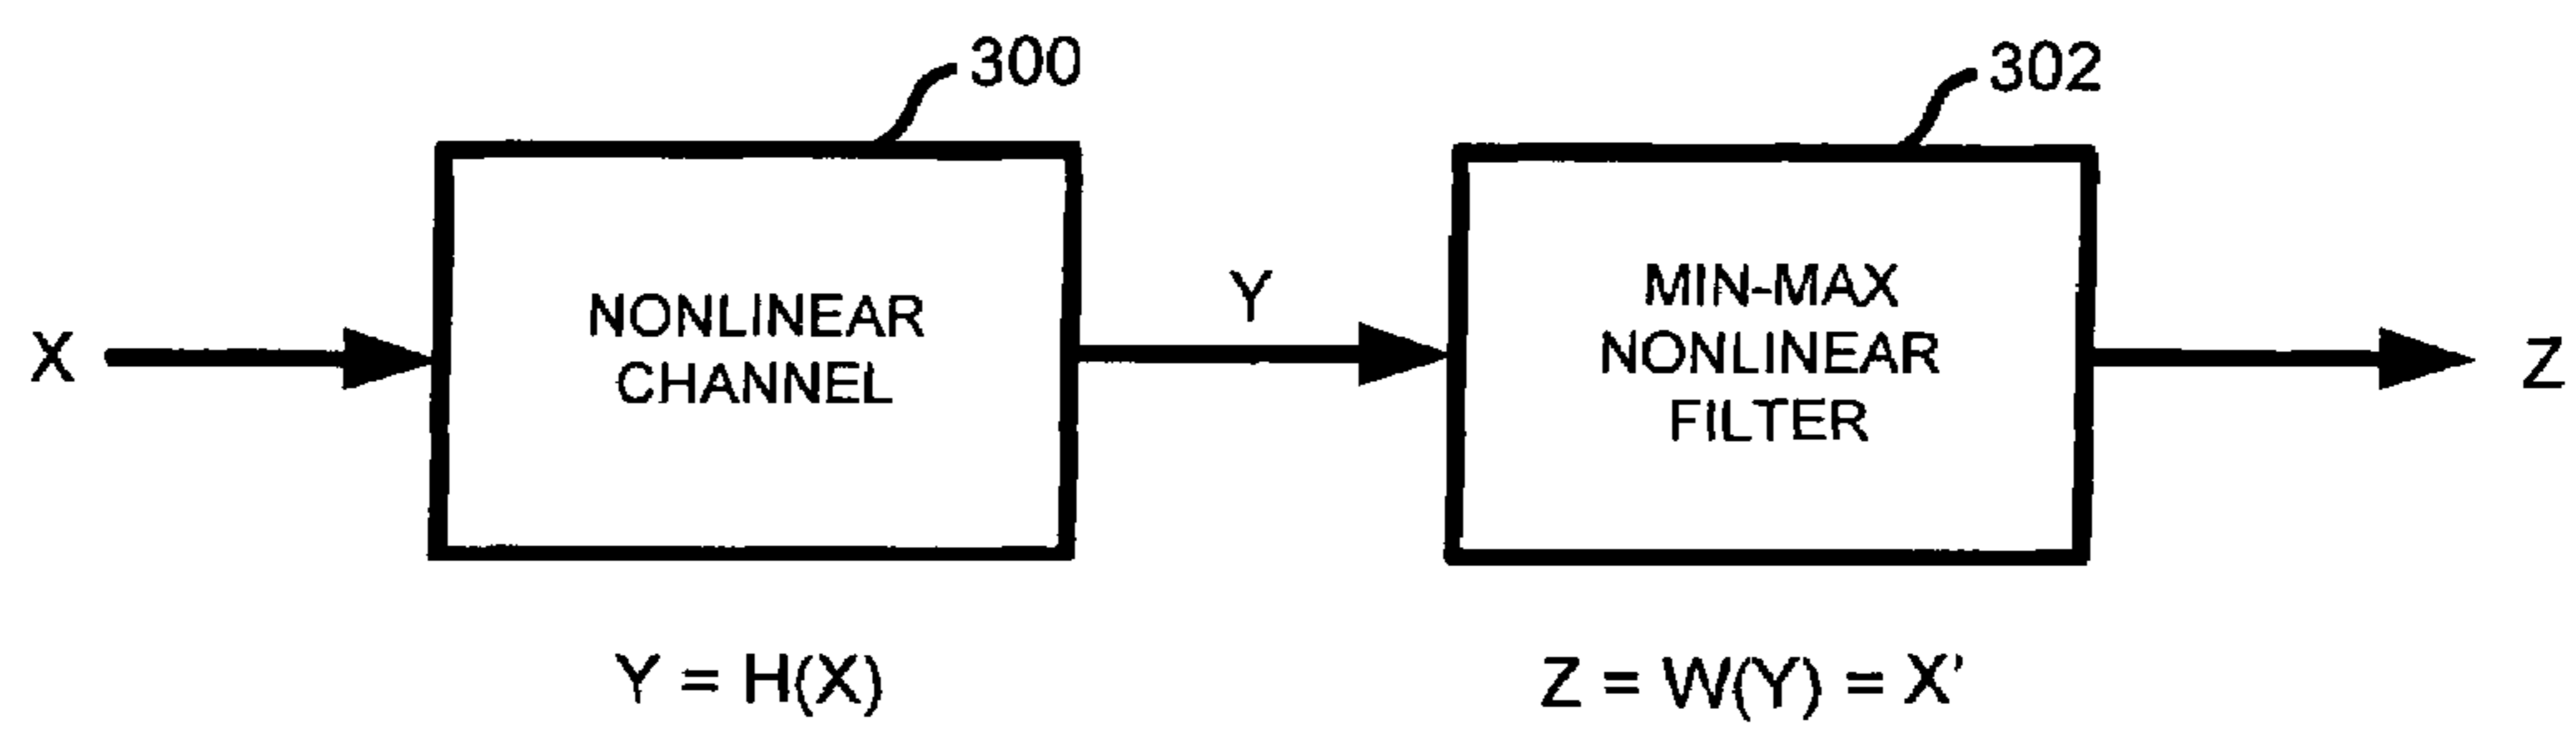 300
302
X
NONLINEAR
CHANNEL
Y
MIN-MAX
NONLINEAR
FILTER
Z
Y = H(X)
Z = W(Y) = X'